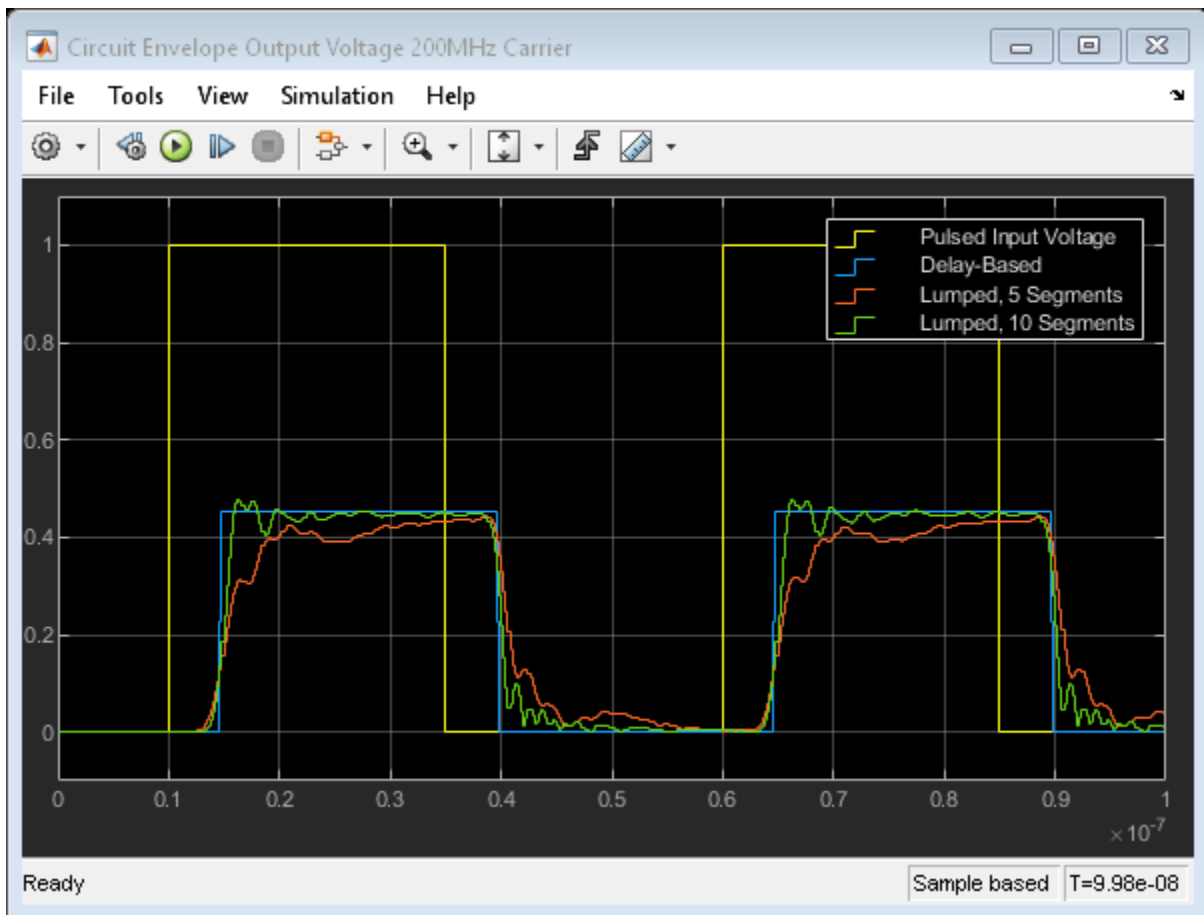 Circuit Envelope Output Voltage 200MHz Carrier
File Tools View Simulation Help
Pulsed Input Voltage
Delay-Based
Lumped, 5 Segments
Lumped, 10 Segments
1
0.8
0.6
0.4
0.2
0
0 0.1 0.2 0.3 0.4 0.5 0.6 0.7 0.8 0.9 1
×10⁻⁷
Ready Sample based T=9.98e-08